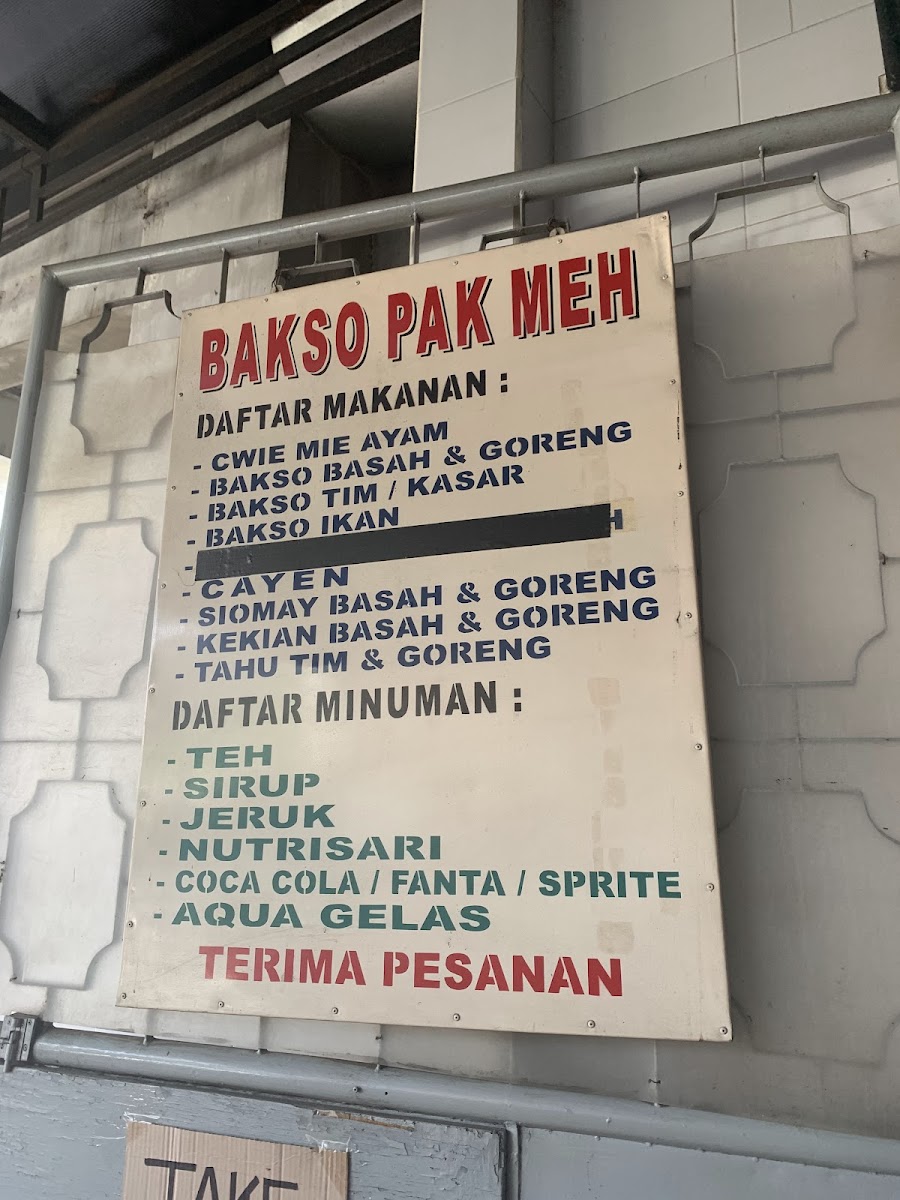 BAKSO PAK MEH
DAFTAR MAKANAN :
- CWIE MIE AYAM
- BAKSO BASAH & GORENG
- BAKSO TIM / KASAR
- BAKSO IKAN
-
- CAYEN
- SIOMAY BASAH & GORENG
- KEKIAN BASAH & GORENG
- TAHU TIM & GORENG
DAFTAR MINUMAN :
- TEH
- SIRUP
- JERUK
- NUTRISARI
- COCA COLA / FANTA / SPRITE
- AQUA GELAS
TERIMA PESANAN
TAKE